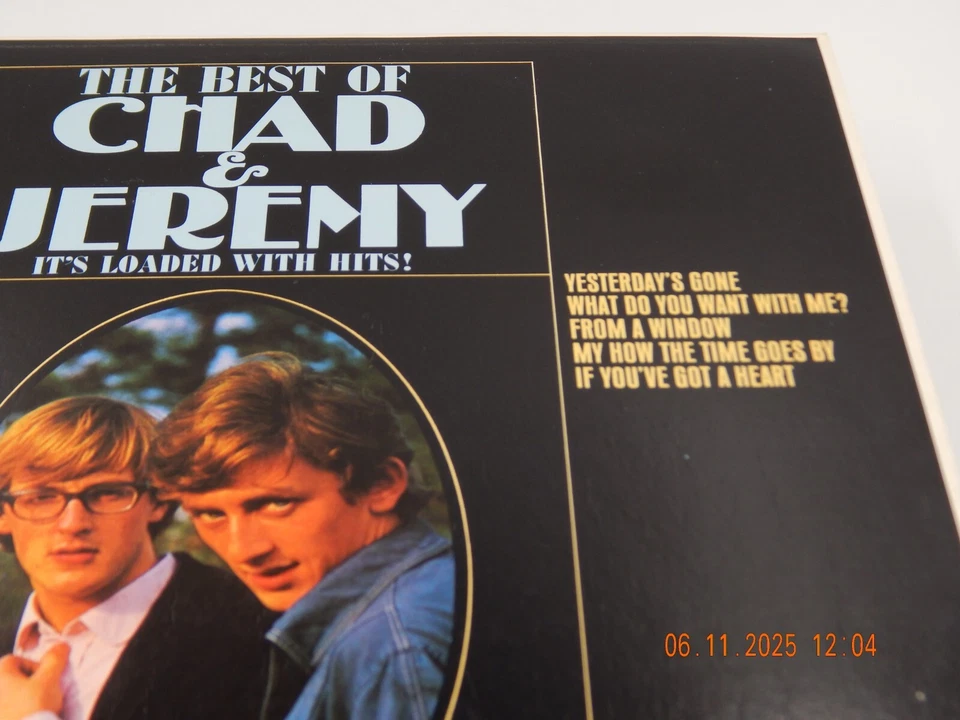 THE BEST OF
CHAD
&
JEREMY
IT'S LOADED WITH HITS!
YESTERDAY'S GONE
WHAT DO YOU WANT WITH ME?
FROM A WINDOW
MY HOW THE TIME GOES BY
IF YOU'VE GOT A HEART
06.11.2025 12:04